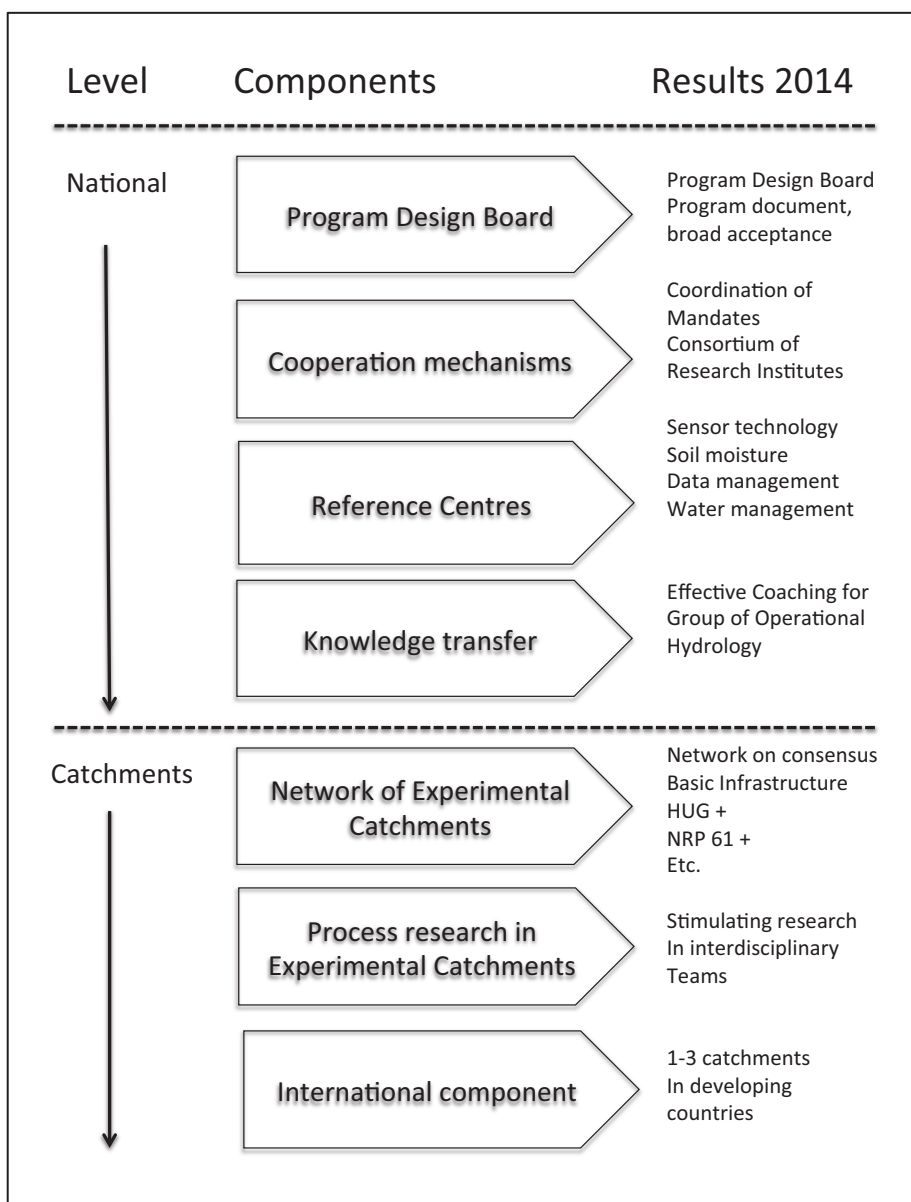 Level Components Results 2014
National
Program Design Board
Program Design Board
Program document,
broad acceptance
Cooperation mechanisms
Coordination of
Mandates
Consortium of
Research Institutes
Reference Centres
Sensor technology
Soil moisture
Data management
Water management
Knowledge transfer
Effective Coaching for
Group of Operational
Hydrology
Catchments
Network of Experimental
Catchments
Network on consensus
Basic Infrastructure
HUG +
NRP 61 +
Etc.
Process research in
Experimental Catchments
Stimulating research
In interdisciplinary
Teams
International component
1-3 catchments
In developing
countries